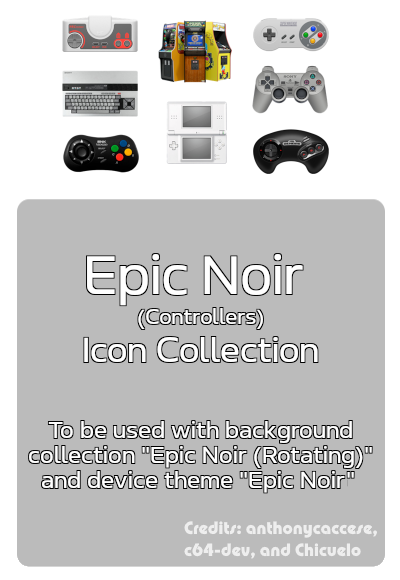 Epic Noir
(Controllers)
Icon Collection
To be used with background
collection "Epic Noir (Rotating)"
and device theme "Epic Noir"
Credits: anthonycaccese,
c64-dev, and Chicuelo